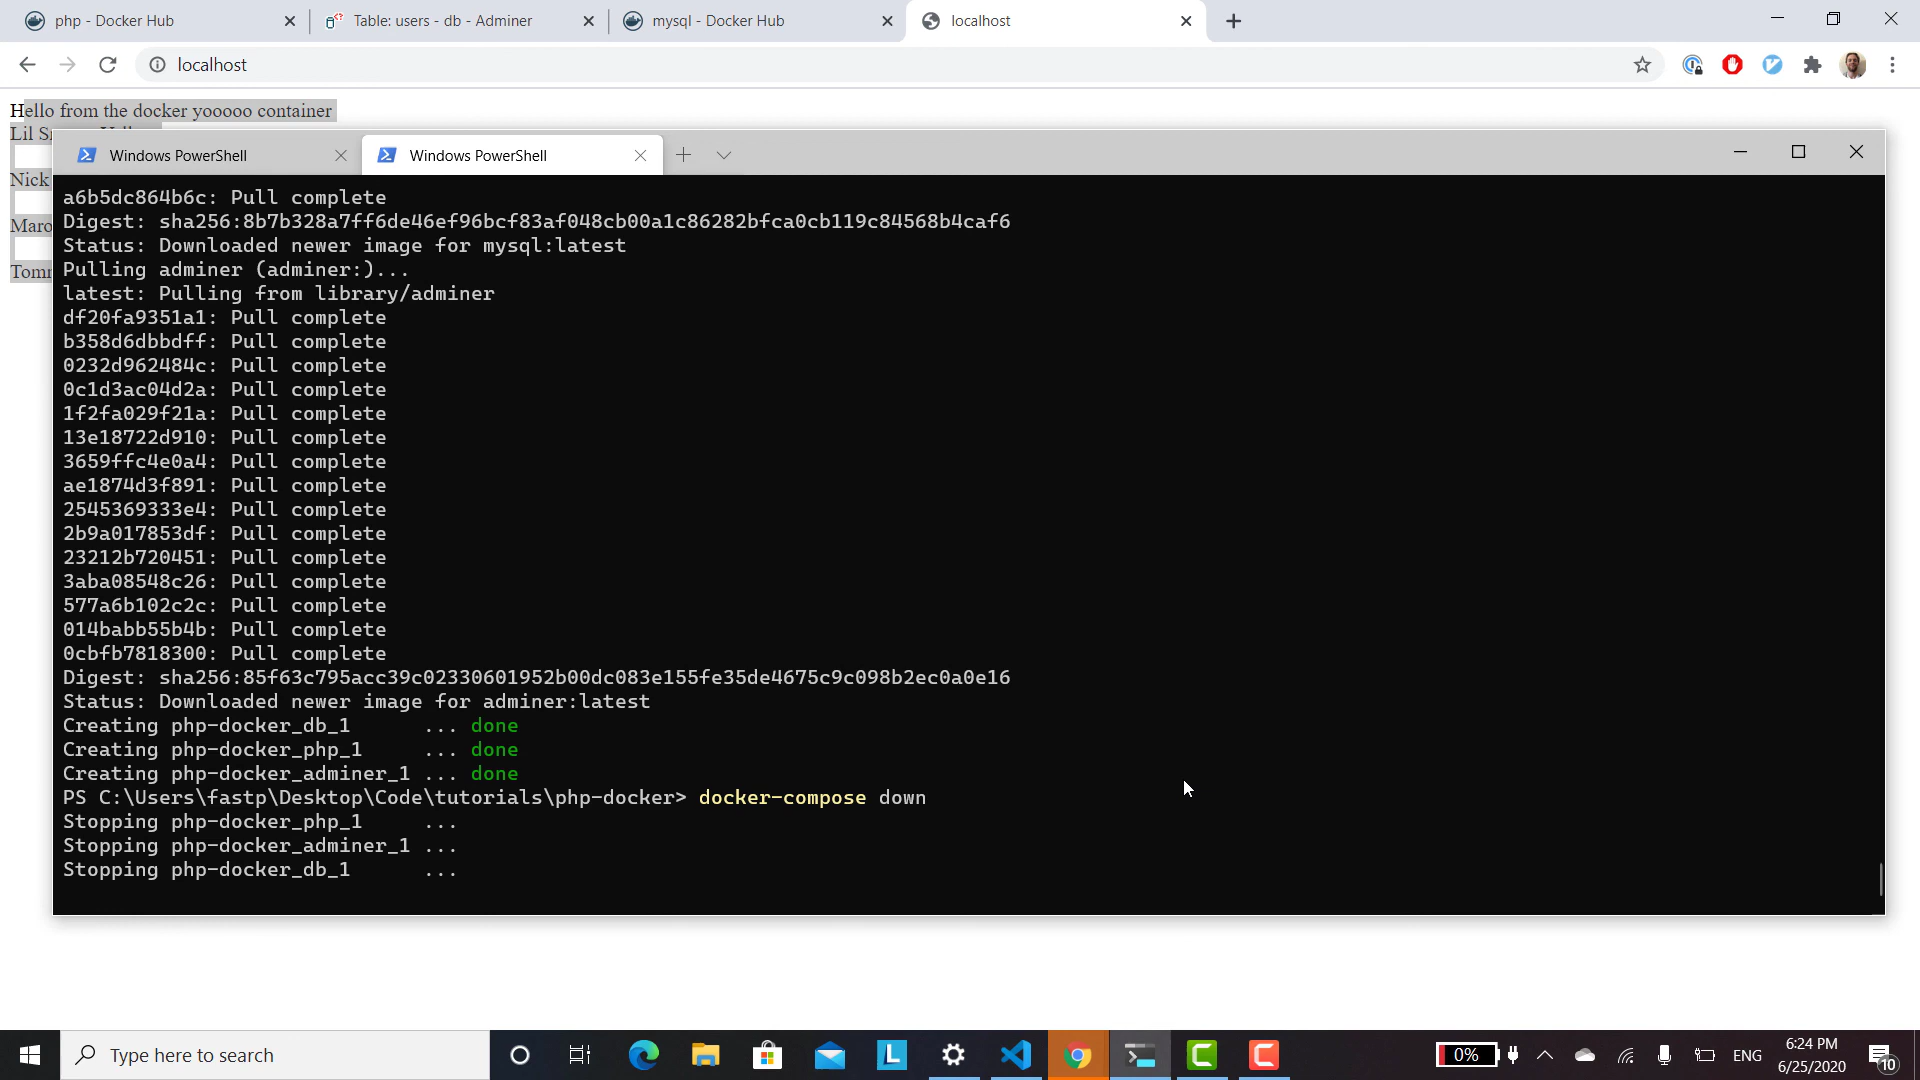 php - Docker Hub
Table: users - db - Adminer
mysql - Docker Hub
localhost
localhost
Hello from the docker yooooo container
Lil
Nick
Windows PowerShell
Windows PowerShell
a6b5dc864b6c: Pull complete
Digest: sha256:8b7b328a7ff6de46ef96bcf83af048cb00a1c86282bfca0cb119c84568b4caf6
Status: Downloaded newer image for mysql:latest
Pulling adminer (adminer:)...
latest: Pulling from library/adminer
df20fa9351a1: Pull complete
b358d6dbbdff: Pull complete
0232d962484c: Pull complete
0c1d3ac04d2a: Pull complete
1f2fa029f21a: Pull complete
13e18722d910: Pull complete
3659ffc4e0a4: Pull complete
ae1874d3f891: Pull complete
2545369333e4: Pull complete
2b9a017853df: Pull complete
23212b720451: Pull complete
3aba08548c26: Pull complete
577a6b102c2c: Pull complete
014babb55b4b: Pull complete
0cbfb7818300: Pull complete
Digest: sha256:85f63c795acc39c02330601952b00dc083e155fe35de4675c9c098b2ec0a0e16
Status: Downloaded newer image for adminer:latest
Creating php-docker_db_1 ... done
Creating php-docker_php_1 ... done
Creating php-docker_adminer_1 ... done
PS C:\Users\fastp\Desktop\Code\tutorials\php-docker> docker-compose down
Stopping php-docker_php_1 ...
Stopping php-docker_adminer_1 ...
Stopping php-docker_db_1 ...
Type here to search
L
0%
ENG
6:24 PM
6/25/2020
10